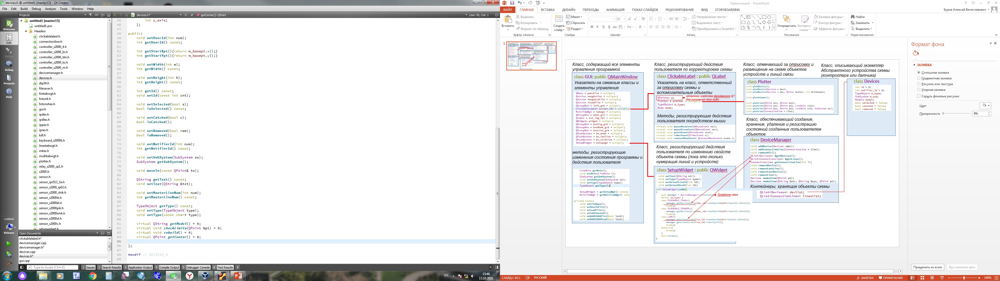 devices.h @ untitled1 [master15] - Qt Creator
File Edit Build Debug Analyze Tools Window Help
Projects
Welcome
Edit
Design
Debug
Projects
Help
untitled1
Release
untitled1 [master15]
untitled1.pro
Headers
clickablelabel.h
connectionline.h
controller_s2000_4.h
controller_s2000_bi.h
controller_s2000_bki.h
controller_s2000_ks.h
controller_s2000_m.h
devicemanager.h
devices.h
dip34.h
filesaver.h
firetabwgt.h
foton4.h
fotonshex.h
gui.h
ipdex.h
ipdlex.h
ippex.h
iprex.h
kdl.h
keyboard_s2000k.h
linestabwgt.h
mkex.h
multitabwgt.h
plotter.h
relay_s2000_sp1.h
s2000.h
sensor.h
sensor_ipr513_3a.h
sensor_s2000_ip02.h
sensor_s2000_shik.h
sensor_s2000ik.h
sensor_s2000kt.h
sensor_s2000pik.h
sensor_s2000smk.h
sensor_s2000st.h
sensor_s2000v.h
setupwidget.h
Open Documents
clickablelabel.h*
devicemanager.cpp
devicemanager.h*
devices.cpp
devices.h*
gui.cpp
devices.h* # getCenter(): QPoint Line: 95, Col: 1
45 int y_axis;
46 };
47
48 public:
49 void setUserId(int num);
50 int getUserId() const;
51
52 int getStartXpt(){return m_basept.x();}
53 int getStartYpt(){return m_basept.y();}
54
55 void setWidth(int w);
56 int getWidth() const;
57
58 void setHeight(int h);
59 int getHeight() const;
60
61 int getId() const;
62 void setId(const int cnt);
63
64 void setSelected(bool s);
65 bool isSelected() const;
66
67 void setCatched(bool c);
68 bool isCatched();
69
70 void setRemoved(bool rem);
71 bool isRemoved();
72
73 void setNotifierId(int num);
74 int getNotifierId() const;
75
76 void setSubSystem(SubSystem ss);
77 SubSystem getSubSystem();
78
79 void moveTo(const QPoint& to);
80
81 QString getText() const;
82 void setText(QString &txt);
83
84 void setMasterLineNum(int num);
85 int getMasterLineNum() const;
86
87 TypeObject getType() const;
88 void setType(TypeObject type);
89 void setType(const char* type);
90
91 virtual QString getModel() = 0;
92 virtual void checkLimits(QPoint &pt) = 0;
93 virtual void rebuild() = 0;
94 virtual QPoint getCenter() = 0;
95
96 };
97
98 #endif // DEVICES_H
99
Type to locate (Ctrl+K) 1 Issues 2 Search Results 3 Application Output 4 Compile Output 5 Debugger Console 8 Test Results
EN 15:46
13.10.2021
Презентация1 - PowerPoint
ФАЙЛ ГЛАВНАЯ ВСТАВКА ДИЗАЙН ПЕРЕХОДЫ АНИМАЦИЯ ПОКАЗ СЛАЙДОВ РЕЦЕНЗИРОВАНИЕ ВИД STORYBOARDING Буров Алексей Вячеславович
Вставить
Вырезать
Копировать
Формат по образцу
Буфер обмена
Создать слайд
Макет
Сбросить
Раздел
Слайды
18
Ж К Ч S abc AV Aa A
Шрифт
Направление текста
Выровнять текст
Преобразовать в SmartArt
Абзац
Упорядочить
Экспресс-стили
Заливка фигуры
Контур фигуры
Эффекты фигуры
Рисование
Найти
Заменить
Выделить
Редактирование
1
Класс, содержащий все элементы
управления программой
class GUI: public QMainWindow
Указатели на смежные классы и
элементы управления
QMenu * pmnuFile = nullptr;
QAction *msgAction = nullptr;
QAction *msgSaveFile = nullptr;
QAction *loadFile = nullptr;
QGroupBox * left_grb = nullptr;
ClickableLabel* screen_lbl = nullptr;
MultiTabWgt * tabwgt = nullptr;
QGroupBox * down_grb = nullptr;
QLabel * ext_img_lbl = nullptr;
QWidget* widget = nullptr;
QGroupBox * bnsFig_grb = nullptr;
QGroupBox * bnsMode_grb = nullptr;
QGroupBox * bnsLine_grb = nullptr;
QPushButton * bn_mode = nullptr;
QPushButton * bn_fatline = nullptr;
QPushButton * bn_slimline = nullptr;
SetupWidget * setupwgt = nullptr;
методы, регистрирующие
изменения состояния программы и
действия пользователя
LineRole getRole();
void setRole(LineRole r);
SubSystem getSubSystem();
void setSubSystem(SubSystem ss);
void setType(TypeObject type);
TypeObject getType();
SetupWidget * getSetupWgt() const;
MultiTabWgt * getMultiTabWgt() cons
private slots:
void onFileOpen();
void onSaveToFile();
void onLoadFile();
void onTabChoosed();
void onAddS2000Fire(bool lock);
void onAddS2000Scud(bool lock);
Класс, регистрирующий действия
пользователя по корректировке схемы
class ClickableLabel : public QLabel
Указатель на класс, ответственный
за отрисовку схемы и
вспомогательные объекты
QPainter p;
Штатное средства фреймворка QT
для рисования чего-либо
Plotter * plotter = nullptr;
TypeObject m_type;
Mode mode;
Методы, регистрирующие действия
пользователя посредством мыши
virtual void mouseMoveEvent(QMouseEvent *ev);
virtual void mousePressEvent(QMouseEvent *ev);
virtual void paintEvent(QPaintEvent *evt);
virtual void timerEvent(QTimerEvent *);
virtual void contextMenuEvent( QContextMenuEvent* event );
Класс, регистрирующий действия
пользователя по изменению свойств
объекта схемы (пока это только
нумерация линий и устройств)
class SetupWidget : public QWidget
void setText(QString str);
void setType(TypeObject type);
void setActualLineId(int id);
void setActualDevId(int id);
void SetupWidget::onOk()
{
auto manager = DeviceManager::instance();
Singletone class
switch (m_type) {
case PLUGGABLE_TO485:{
manager.getDevices().at(dev_id)->setUserId(edit->text().toInt());
break;}
case PLUGGABLE_TO2WIRE:{
manager.getDevices().at(dev_id)->setUserId(edit->text().toInt());
break;}
case LINE:{
manager.getLines().at(line_id)->setUserId(edit->text().toInt());
manager.getLines().at(line_id)->notifyAll();
break;}
default:{
break;}
}
this->hide();
}
Класс, отвечающий за отрисовку и
размещение на схеме объектов
устройств и линий связи
class Plotter
void plotDevice();
void plotDevice(Devices * dev);
void plotDevice(Devices * dev, QColor &color, int thickness);
void plotScheme();
void plotLine(QPoint pt1, QPoint pt2);
void plotLine(QPoint pt1, QPoint pt2, LineRole role, SubSystem ss);
void plotLine(ConnectionLine * line);
Класс, обеспечивающий создание,
хранение, удаление и регистрацию
состояний созданных пользователем
объектов
class DeviceManager
void addDevice(Devices *dev);
void addConnectionLine(ConnectionLine * line);
void removeAll();
QList<Devices*> &getDevices();
QList<ConnectionLine*> &getLines();
ConnectionLine* getConnectionLine(int i);
void removeDevice();
void removeLastLine();
void removeLastDevice();
void removeLine();
Devices *makeItem(QPoint pt);
Devices *makeItem(QString &str, QString &sys, QPoint pt);
Контейнеры, хранящие объекты схемы
QList<Devices*> devlist;
QList<ConnectionLine*> lineslist;
Класс, описывающий экземпляр
Абстрактного устройства схемы
(контроллера или датчика)
class Devices
int id = 0;
int notifier_id = 0;
TypeObject m_type;
SubSystem m_sub;
Models model;
bool selected = false;
bool catched = false;
bool removed = false;
Формат фона
ЗАЛИВКА
Сплошная заливка
Градиентная заливка
Рисунок или текстура
Узорная заливка
Скрыть фоновые рисунки
Цвет
Прозрачность 0%
Применить ко всем Восстановить фон
СЛАЙД 1 ИЗ 1 РУССКИЙ ЗАМЕТКИ ПРИМЕЧАНИЯ 100%